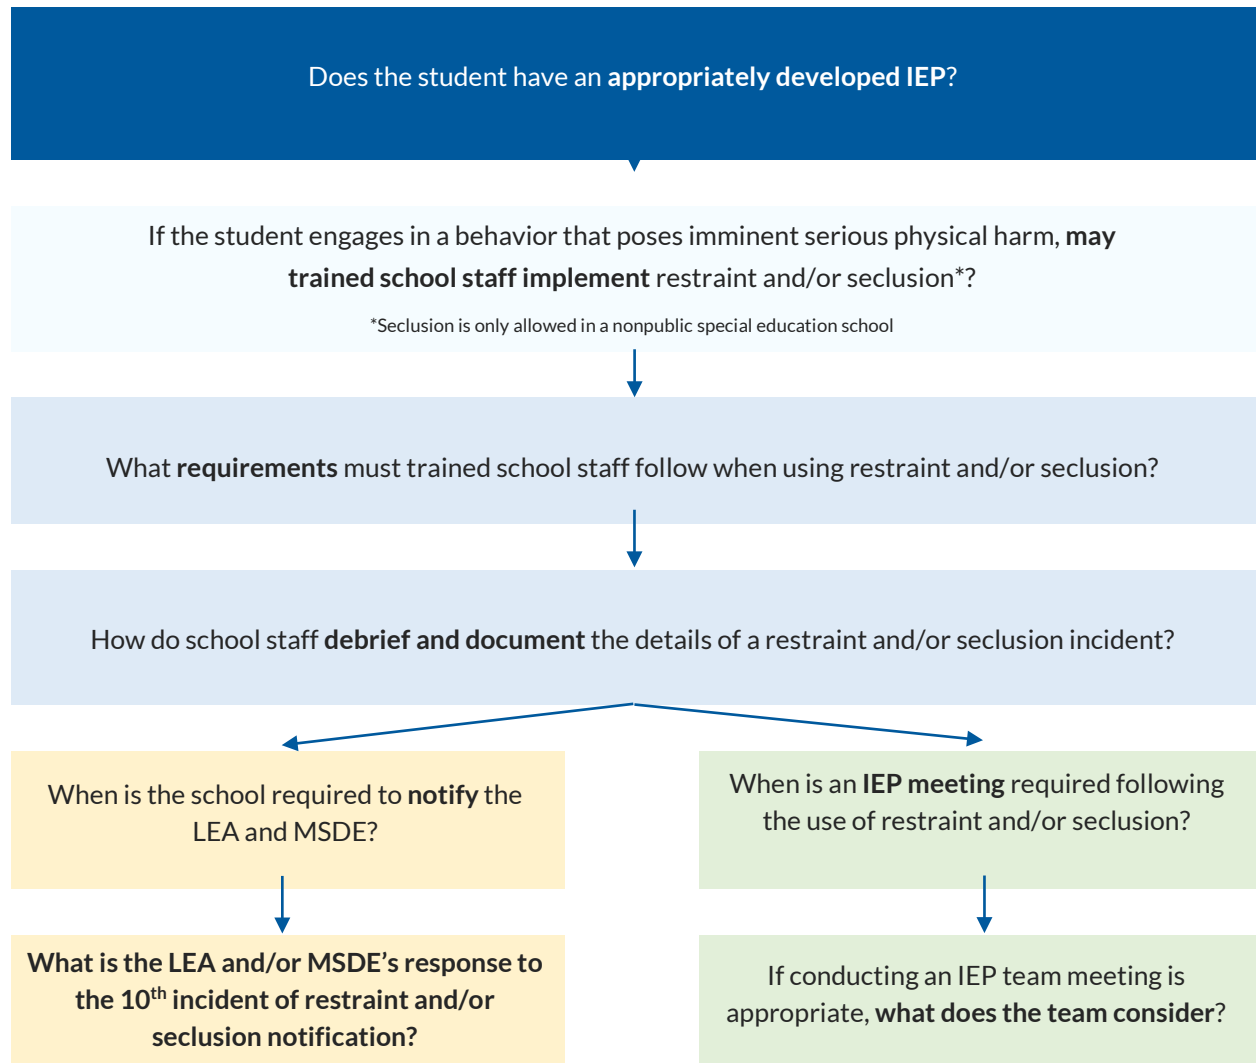 Does the student have an appropriately developed IEP?
If the student engages in a behavior that poses imminent serious physical harm, may
trained school staff implement restraint and/or seclusion*?
*Seclusion is only allowed in a nonpublic special education school
What requirements must trained school staff follow when using restraint and/or seclusion?
How do school staff debrief and document the details of a restraint and/or seclusion incident?
When is the school required to notify the
LEA and MSDE?
When is an IEP meeting required following
the use of restraint and/or seclusion?
What is the LEA and/or MSDE's response to
the 10th incident of restraint and/or
seclusion notification?
If conducting an IEP team meeting is
appropriate, what does the team consider?